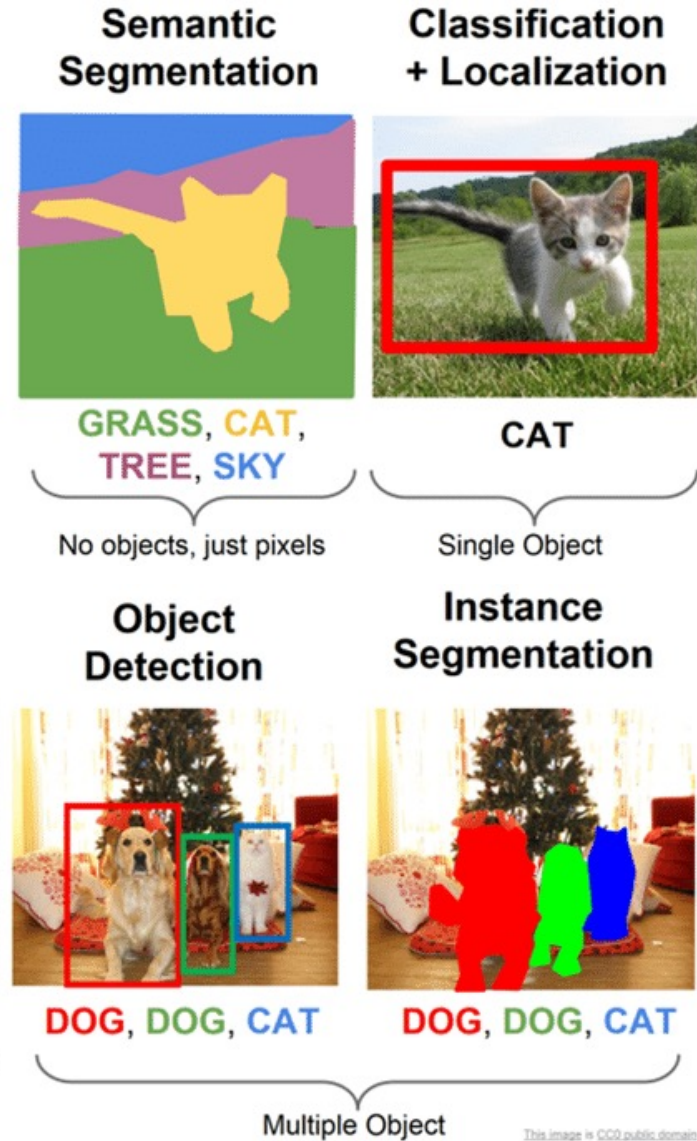 Semantic
Segmentation
Classification
+ Localization
GRASS, CAT,
TREE, SKY
CAT
No objects, just pixels
Single Object
Object
Detection
Instance
Segmentation
DOG, DOG, CAT
DOG, DOG, CAT
Multiple Object
This image is CC0 public domain